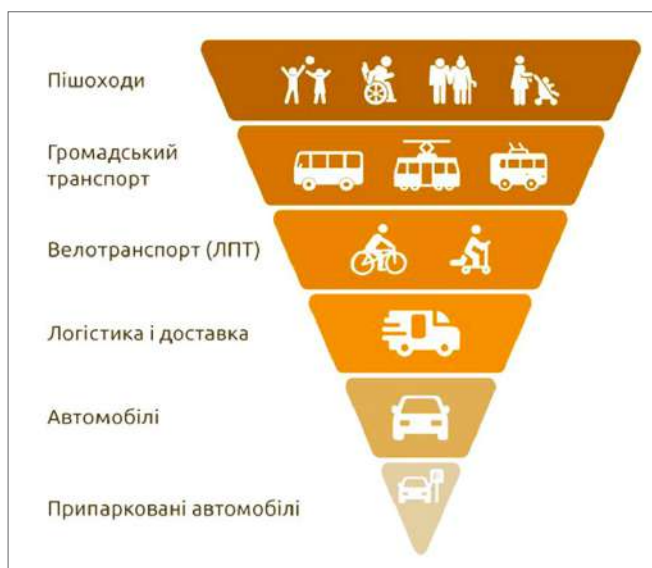 Пішоходи
Громадський
транспорт
Велотранспорт (ЛПТ)
Логістика і доставка
Автомобілі
Припарковані автомобілі